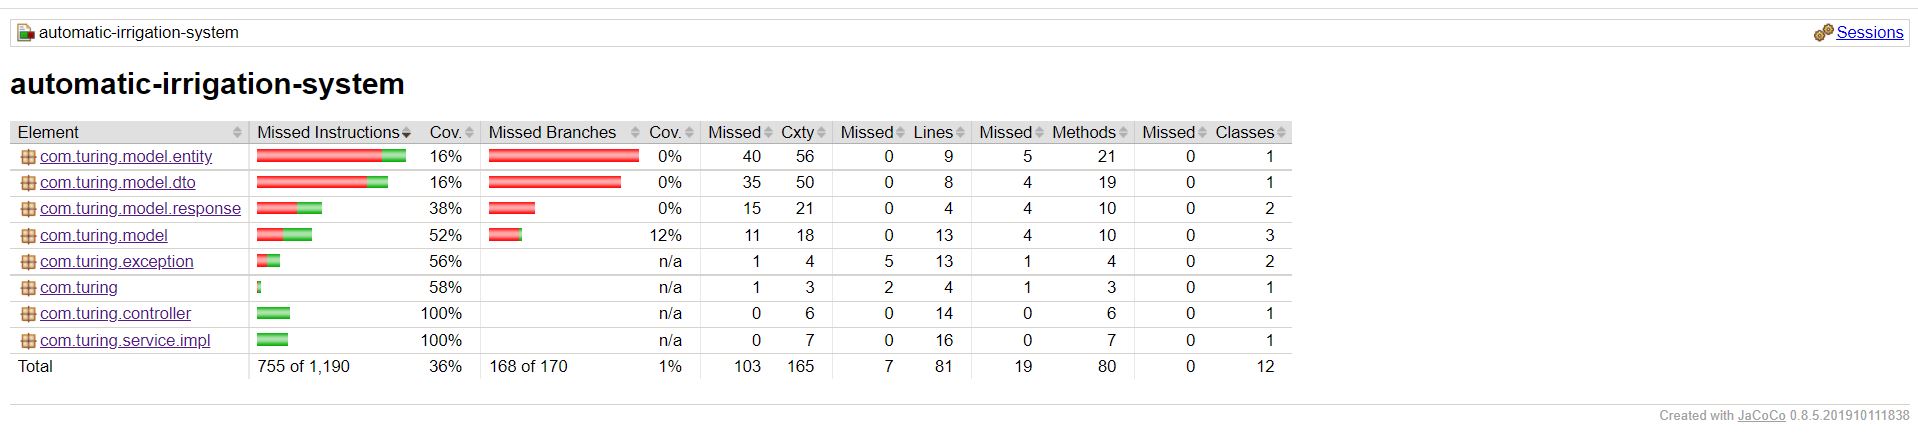 automatic-irrigation-system Sessions
automatic-irrigation-system
Element Missed Instructions Cov. Missed Branches Cov. Missed Cxty Missed Lines Missed Methods Missed Classes
com.turing.model.entity 16% 0% 40 56 0 9 5 21 0 1
com.turing.model.dto 16% 0% 35 50 0 8 4 19 0 1
com.turing.model.response 38% 0% 15 21 0 4 4 10 0 2
com.turing.model 52% 12% 11 18 0 13 4 10 0 3
com.turing.exception 56% n/a 1 4 5 13 1 4 0 2
com.turing 58% n/a 1 3 2 4 1 3 0 1
com.turing.controller 100% n/a 0 6 0 14 0 6 0 1
com.turing.service.impl 100% n/a 0 7 0 16 0 7 0 1
Total 755 of 1,190 36% 168 of 170 1% 103 165 7 81 19 80 0 12
Created with JaCoCo 0.8.5.201910111838